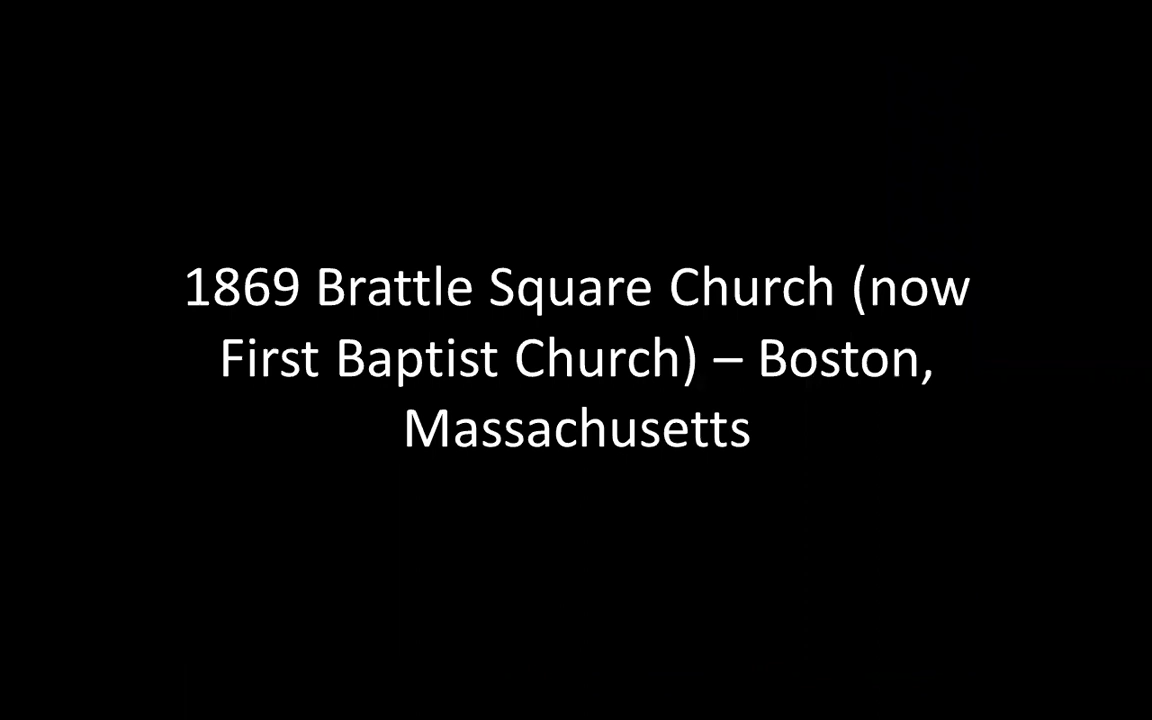 1869 Brattle Square Church (now
First Baptist Church) – Boston,
Massachusetts